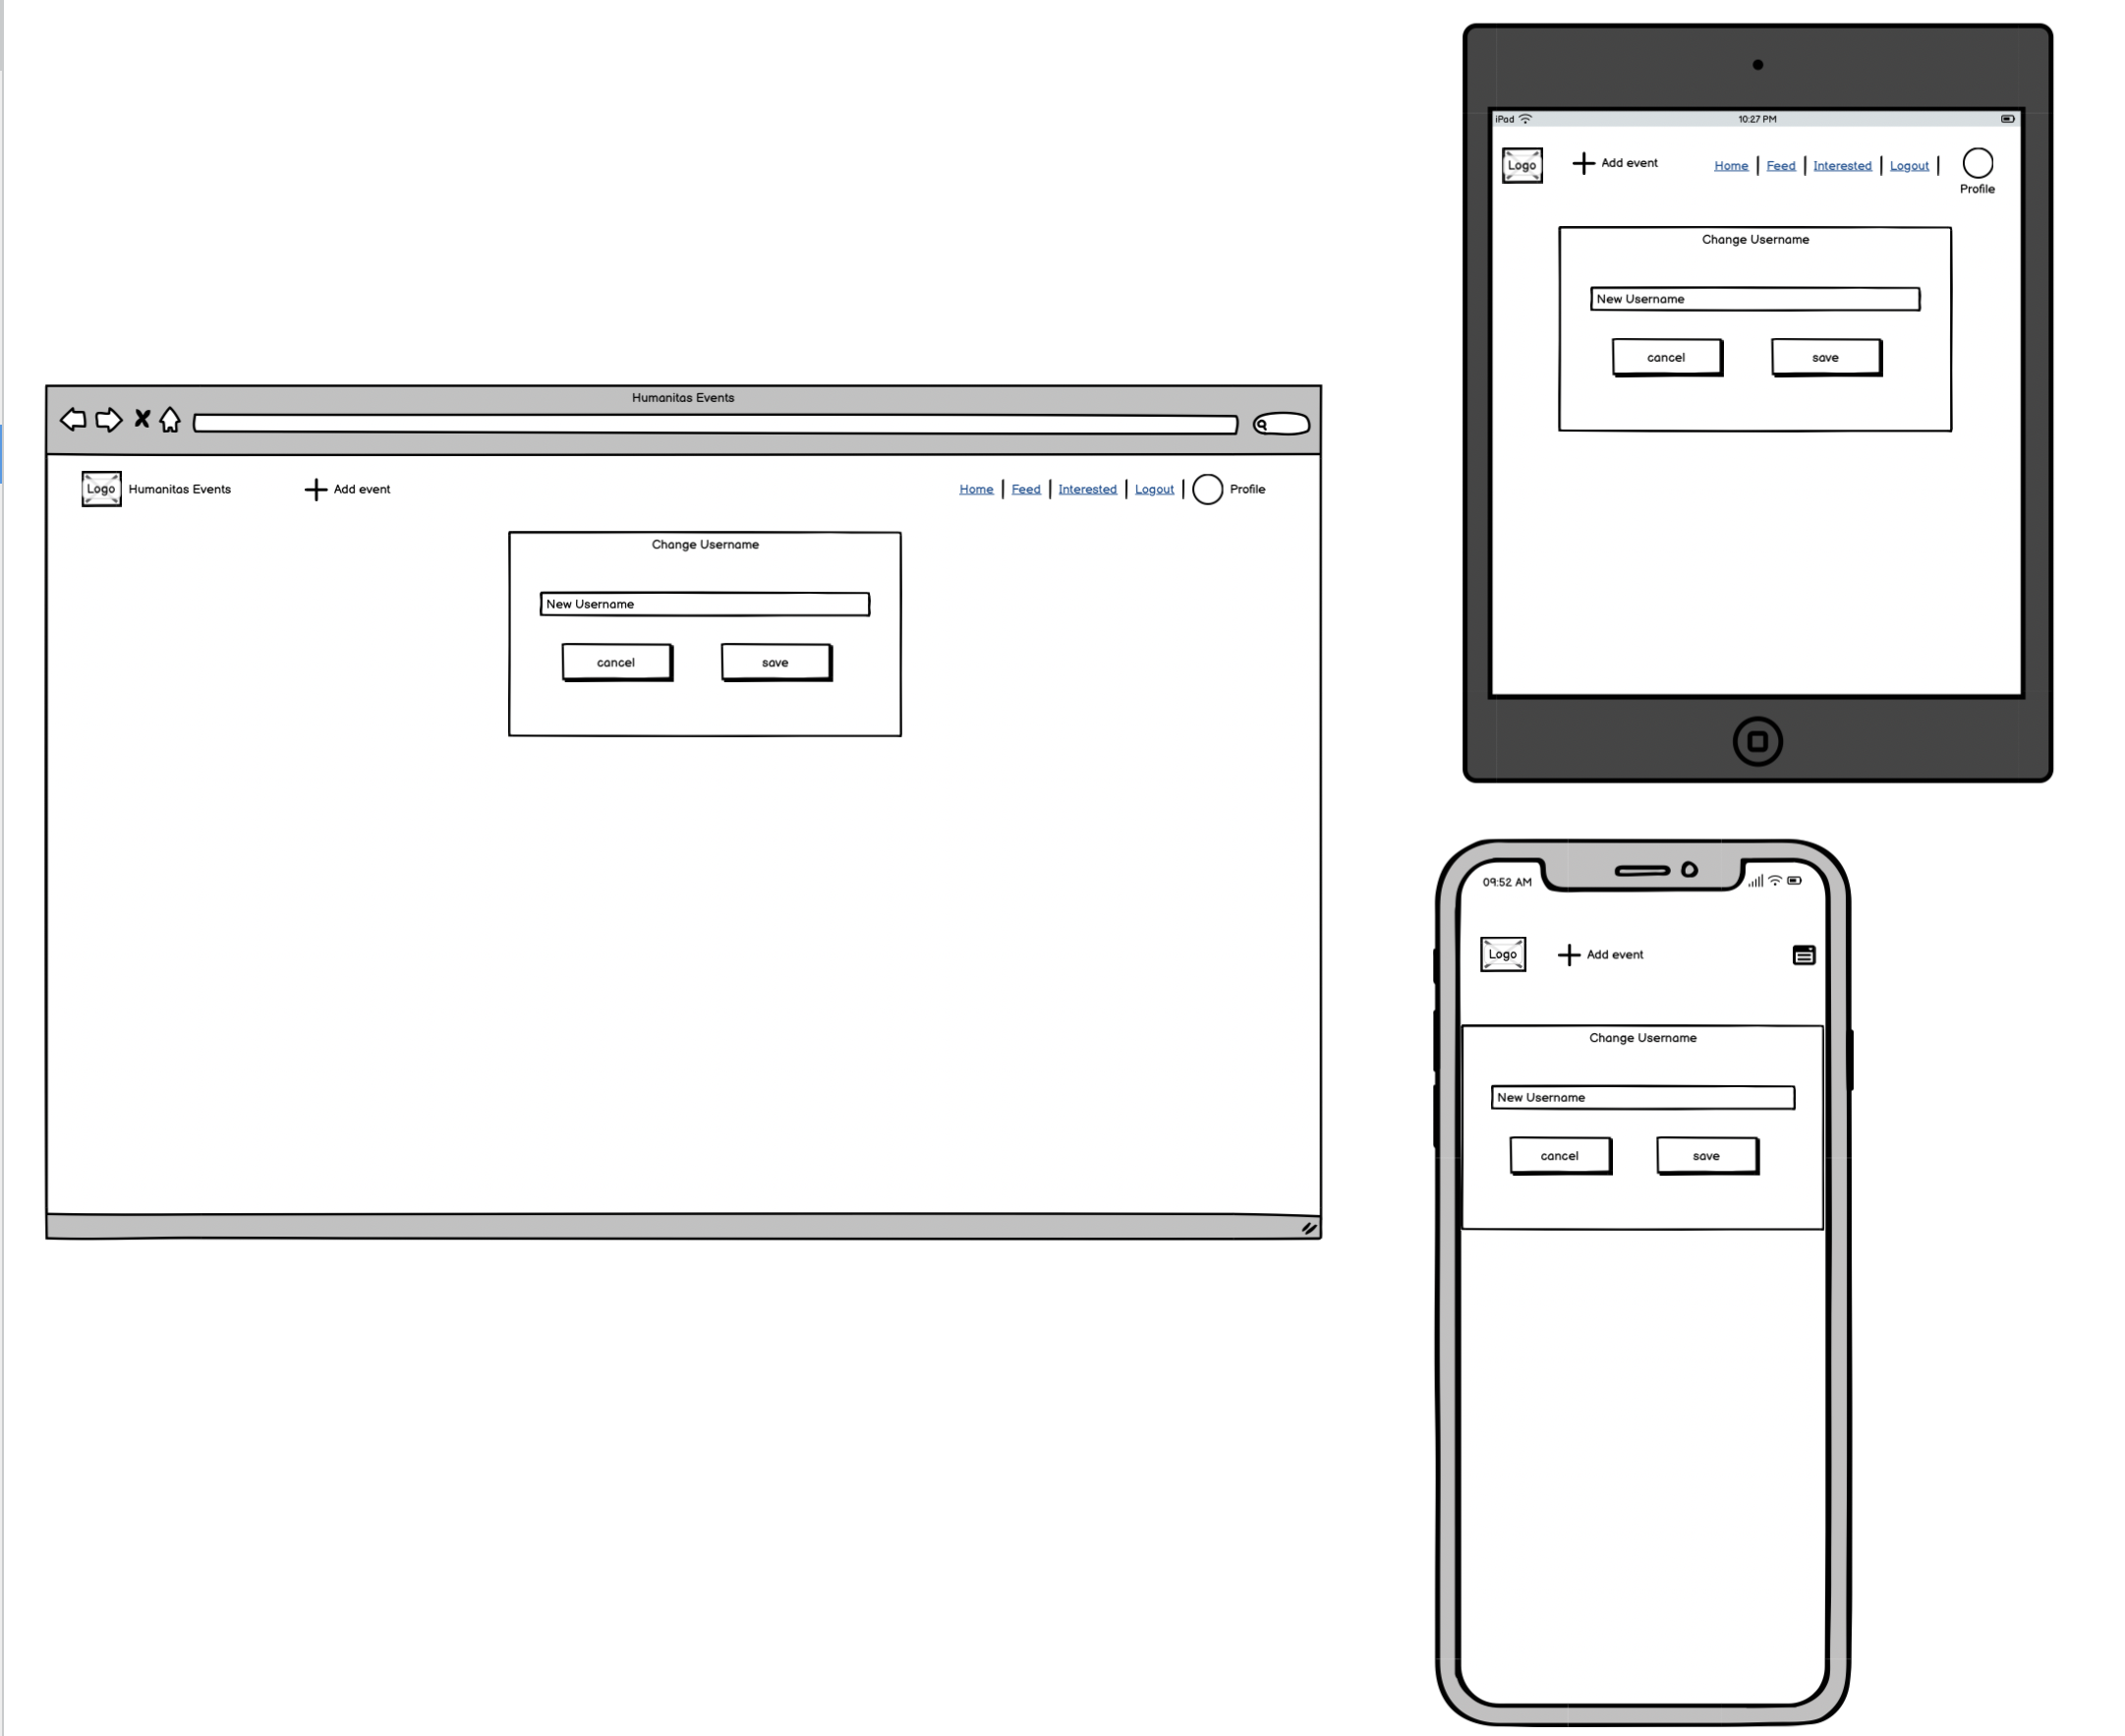 Humanitas Events
Logo Humanitas Events Add event Home Feed Interested Logout Profile
Change Username
New Username
cancel save
iPad 10:27 PM
Logo Add event Home Feed Interested Logout
Profile
Change Username
New Username
cancel save
09:52 AM
Logo Add event
Change Username
New Username
cancel save